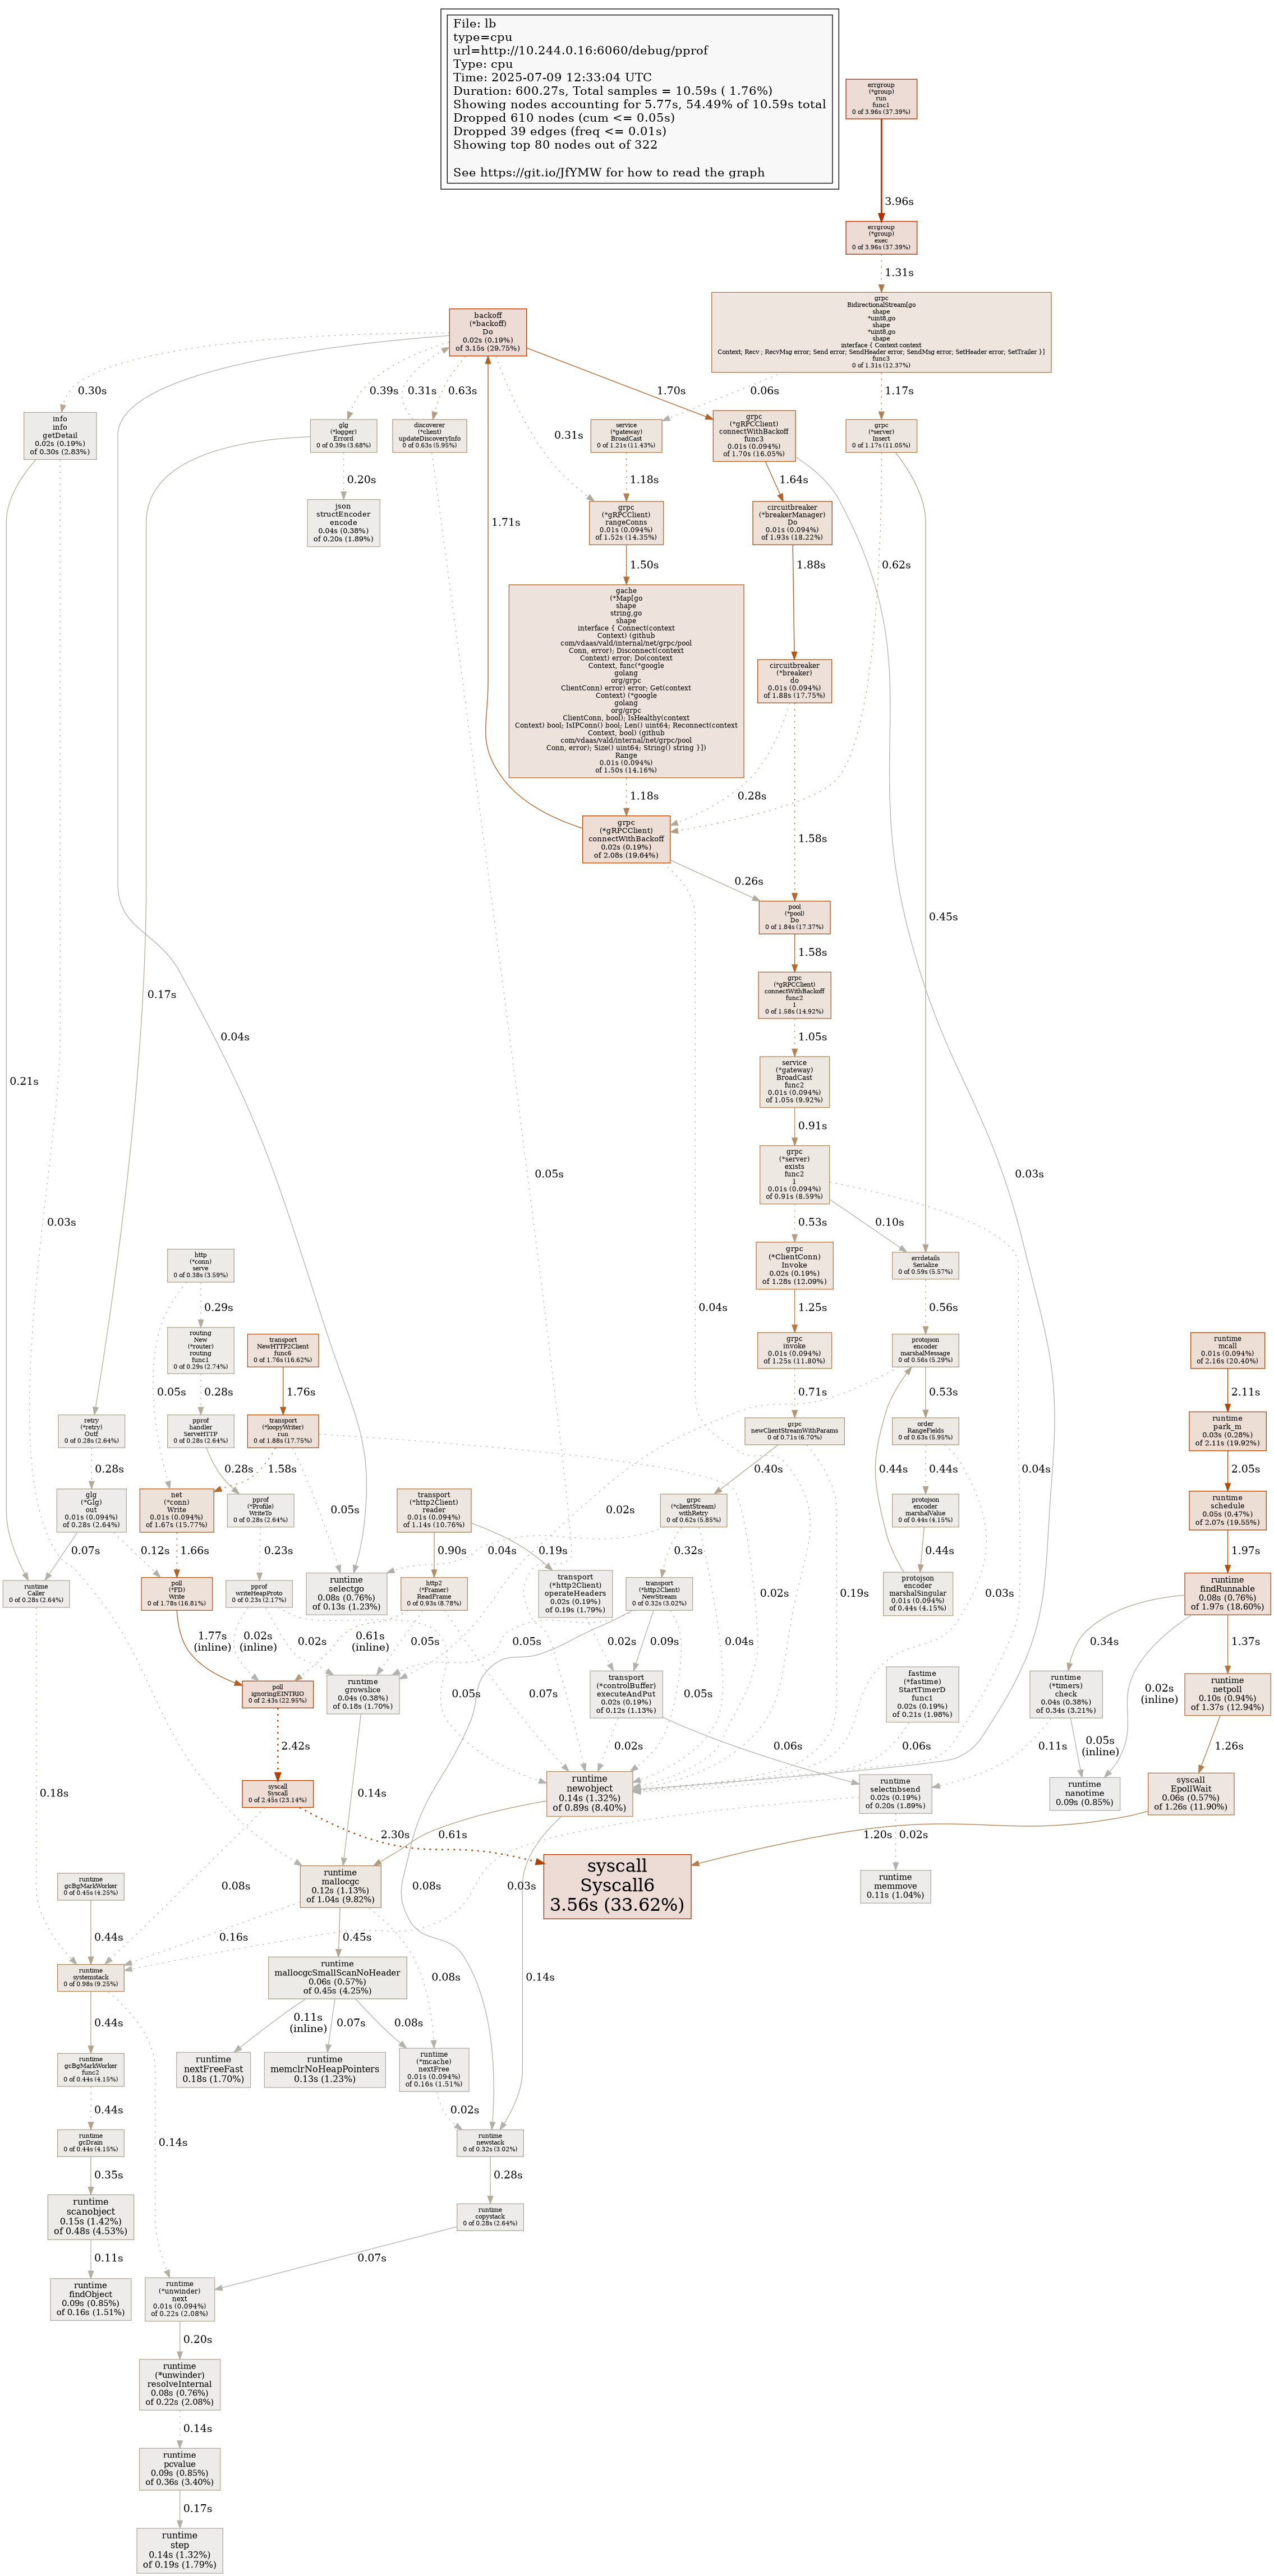 File: lb
type=cpu
url=http://10.244.0.16:6060/debug/pprof
Type: cpu
Time: 2025-07-09 12:33:04 UTC
Duration: 600.27s, Total samples = 10.59s ( 1.76%)
Showing nodes accounting for 5.77s, 54.49% of 10.59s total
Dropped 610 nodes (cum <= 0.05s)
Dropped 39 edges (freq <= 0.01s)
Showing top 80 nodes out of 322
See https://git.io/JfYMW for how to read the graph
errgroup
(*group)
run
func1
0 of 3.96s (37.39%)
3.96s
errgroup
(*group)
exec
0 of 3.96s (37.39%)
1.31s
grpc
BidirectionalStream[go
shape
*uint8,go
shape
*uint8,go
shape
interface { Context context
Context; Recv ; RecvMsg error; Send error; SendHeader error; SendMsg error; SetHeader error; SetTrailer }]
func3
0 of 1.31s (12.37%)
backoff
(*backoff)
Do
0.02s (0.19%)
of 3.15s (29.75%)
0.30s
0.39s
0.31s
0.63s
0.31s
1.70s
0.06s
1.17s
info
info
getDetail
0.02s (0.19%)
of 0.30s (2.83%)
glg
(*logger)
Errord
0 of 0.39s (3.68%)
discoverer
(*client)
updateDiscoveryInfo
0 of 0.63s (5.95%)
service
(*gateway)
BroadCast
0 of 1.21s (11.43%)
grpc
(*gRPCClient)
connectWithBackoff
func3
0.01s (0.094%)
of 1.70s (16.05%)
grpc
(*server)
Insert
0 of 1.17s (11.05%)
0.20s
1.18s
1.64s
json
structEncoder
encode
0.04s (0.38%)
of 0.20s (1.89%)
1.71s
grpc
(*gRPCClient)
rangeConns
0.01s (0.094%)
of 1.52s (14.35%)
circuitbreaker
(*breakerManager)
Do
0.01s (0.094%)
of 1.93s (18.22%)
1.50s
1.88s
0.62s
gache
(*Map[go
shape
string,go
shape
interface { Connect(context
Context) (github
com/vdaas/vald/internal/net/grpc/pool
Conn, error); Disconnect(context
Context) error; Do(context
Context, func(*google
golang
org/grpc
ClientConn) error) error; Get(context
Context) (*google
golang
org/grpc
ClientConn, bool); IsHealthy(context
Context) bool; IsIPConn() bool; Len() uint64; Reconnect(context
Context, bool) (github
com/vdaas/vald/internal/net/grpc/pool
Conn, error); Size() uint64; String() string }])
Range
0.01s (0.094%)
of 1.50s (14.16%)
circuitbreaker
(*breaker)
do
0.01s (0.094%)
of 1.88s (17.75%)
1.18s
0.28s
1.58s
grpc
(*gRPCClient)
connectWithBackoff
0.02s (0.19%)
of 2.08s (19.64%)
0.26s
0.45s
pool
(*pool)
Do
0 of 1.84s (17.37%)
1.58s
0.17s
0.04s
grpc
(*gRPCClient)
connectWithBackoff
func2
1
0 of 1.58s (14.92%)
1.05s
0.21s
service
(*gateway)
BroadCast
func2
0.01s (0.094%)
of 1.05s (9.92%)
0.91s
0.05s
0.03s
grpc
(*server)
exists
func2
1
0.01s (0.094%)
of 0.91s (8.59%)
0.03s
0.53s
0.10s
http
(*conn)
serve
0 of 0.38s (3.59%)
grpc
(*ClientConn)
Invoke
0.02s (0.19%)
of 1.28s (12.09%)
errdetails
Serialize
0 of 0.59s (5.57%)
0.29s
0.04s
1.25s
0.56s
routing
New
(*router)
routing
func1
0 of 0.29s (2.74%)
transport
NewHTTP2Client
func6
0 of 1.76s (16.62%)
grpc
invoke
0.01s (0.094%)
of 1.25s (11.80%)
protojson
encoder
marshalMessage
0 of 0.56s (5.29%)
runtime
mcall
0.01s (0.094%)
of 2.16s (20.40%)
0.05s
0.28s
1.76s
0.71s
0.53s
2.11s
retry
(*retry)
Outf
0 of 0.28s (2.64%)
pprof
handler
ServeHTTP
0 of 0.28s (2.64%)
transport
(*loopyWriter)
run
0 of 1.88s (17.75%)
grpc
newClientStreamWithParams
0 of 0.71s (6.70%)
order
RangeFields
0 of 0.63s (5.95%)
runtime
park_m
0.03s (0.28%)
of 2.11s (19.92%)
0.28s
0.28s
1.58s
0.40s
0.44s
0.44s
0.04s
2.05s
glg
(*Glg)
out
0.01s (0.094%)
of 0.28s (2.64%)
net
(*conn)
Write
0.01s (0.094%)
of 1.67s (15.77%)
pprof
(*Profile)
WriteTo
0 of 0.28s (2.64%)
0.05s
transport
(*http2Client)
reader
0.01s (0.094%)
of 1.14s (10.76%)
0.02s
grpc
(*clientStream)
withRetry
0 of 0.62s (5.85%)
protojson
encoder
marshalValue
0 of 0.44s (4.15%)
runtime
schedule
0.05s (0.47%)
of 2.07s (19.55%)
0.07s
0.12s
1.66s
0.23s
0.90s
0.19s
0.04s
0.32s
0.44s
1.97s
runtime
Caller
0 of 0.28s (2.64%)
poll
(*FD)
Write
0 of 1.78s (16.81%)
pprof
writeHeapProto
0 of 0.23s (2.17%)
runtime
selectgo
0.08s (0.76%)
of 0.13s (1.23%)
http2
(*Framer)
ReadFrame
0 of 0.93s (8.78%)
transport
(*http2Client)
operateHeaders
0.02s (0.19%)
of 0.19s (1.79%)
transport
(*http2Client)
NewStream
0 of 0.32s (3.02%)
0.02s
0.19s
protojson
encoder
marshalSingular
0.01s (0.094%)
of 0.44s (4.15%)
0.03s
runtime
findRunnable
0.08s (0.76%)
of 1.97s (18.60%)
1.77s
(inline)
0.02s
(inline)
0.02s
0.61s
(inline)
0.05s
0.05s
0.02s
0.09s
0.04s
0.34s
0.02s
(inline)
1.37s
poll
ignoringEINTRIO
0 of 2.43s (22.95%)
runtime
growslice
0.04s (0.38%)
of 0.18s (1.70%)
0.05s
0.07s
transport
(*controlBuffer)
executeAndPut
0.02s (0.19%)
of 0.12s (1.13%)
0.05s
fastime
(*fastime)
StartTimerD
func1
0.02s (0.19%)
of 0.21s (1.98%)
runtime
(*timers)
check
0.04s (0.38%)
of 0.34s (3.21%)
runtime
netpoll
0.10s (0.94%)
of 1.37s (12.94%)
2.42s
0.02s
0.06s
0.06s
0.11s
0.05s
(inline)
1.26s
0.18s
syscall
Syscall
0 of 2.45s (23.14%)
0.14s
runtime
newobject
0.14s (1.32%)
of 0.89s (8.40%)
runtime
selectnbsend
0.02s (0.19%)
of 0.20s (1.89%)
runtime
nanotime
0.09s (0.85%)
syscall
EpollWait
0.06s (0.57%)
of 1.26s (11.90%)
2.30s
0.61s
1.20s
0.02s
runtime
gcBgMarkWorker
0 of 0.45s (4.25%)
0.08s
runtime
mallocgc
0.12s (1.13%)
of 1.04s (9.82%)
0.08s
0.03s
syscall
Syscall6
3.56s (33.62%)
runtime
memmove
0.11s (1.04%)
0.44s
0.16s
0.45s
runtime
systemstack
0 of 0.98s (9.25%)
runtime
mallocgcSmallScanNoHeader
0.06s (0.57%)
of 0.45s (4.25%)
0.08s
0.14s
0.44s
0.11s
(inline)
0.07s
0.08s
runtime
gcBgMarkWorker
func2
0 of 0.44s (4.15%)
runtime
nextFreeFast
0.18s (1.70%)
runtime
memclrNoHeapPointers
0.13s (1.23%)
runtime
(*mcache)
nextFree
0.01s (0.094%)
of 0.16s (1.51%)
0.44s
0.02s
runtime
gcDrain
0 of 0.44s (4.15%)
0.14s
runtime
newstack
0 of 0.32s (3.02%)
0.35s
0.28s
runtime
scanobject
0.15s (1.42%)
of 0.48s (4.53%)
runtime
copystack
0 of 0.28s (2.64%)
0.11s
0.07s
runtime
findObject
0.09s (0.85%)
of 0.16s (1.51%)
runtime
(*unwinder)
next
0.01s (0.094%)
of 0.22s (2.08%)
0.20s
runtime
(*unwinder)
resolveInternal
0.08s (0.76%)
of 0.22s (2.08%)
0.14s
runtime
pcvalue
0.09s (0.85%)
of 0.36s (3.40%)
0.17s
runtime
step
0.14s (1.32%)
of 0.19s (1.79%)